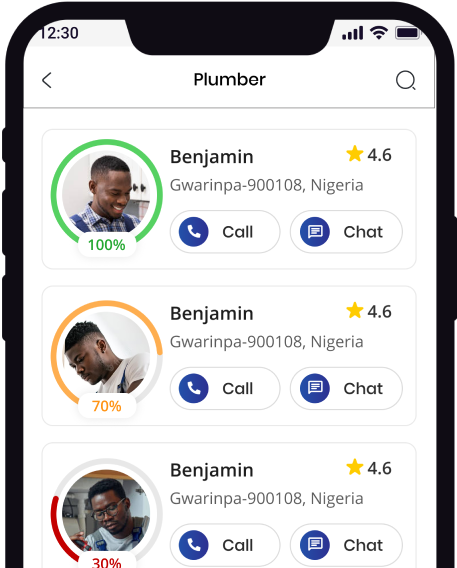 12:30
Plumber
Benjamin 4.6
Gwarinpa-900108, Nigeria
100%
Call Chat
Benjamin 4.6
Gwarinpa-900108, Nigeria
Call Chat
70%
Benjamin 4.6
Gwarinpa-900108, Nigeria
Call Chat
30%